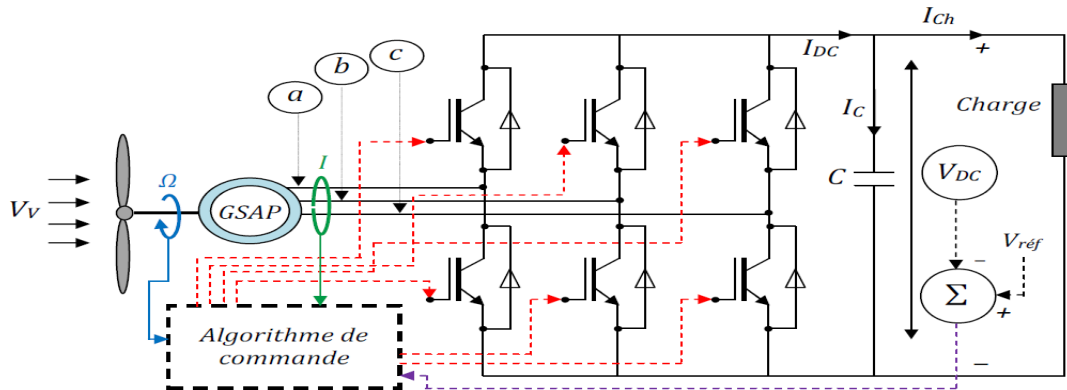 a
b
c
I_DC
I_Ch
+
I_C
Charge
Ω
I
V_V
GSAP
C
V_DC
V_réf
−
Σ
+
Algorithme de
commande
−